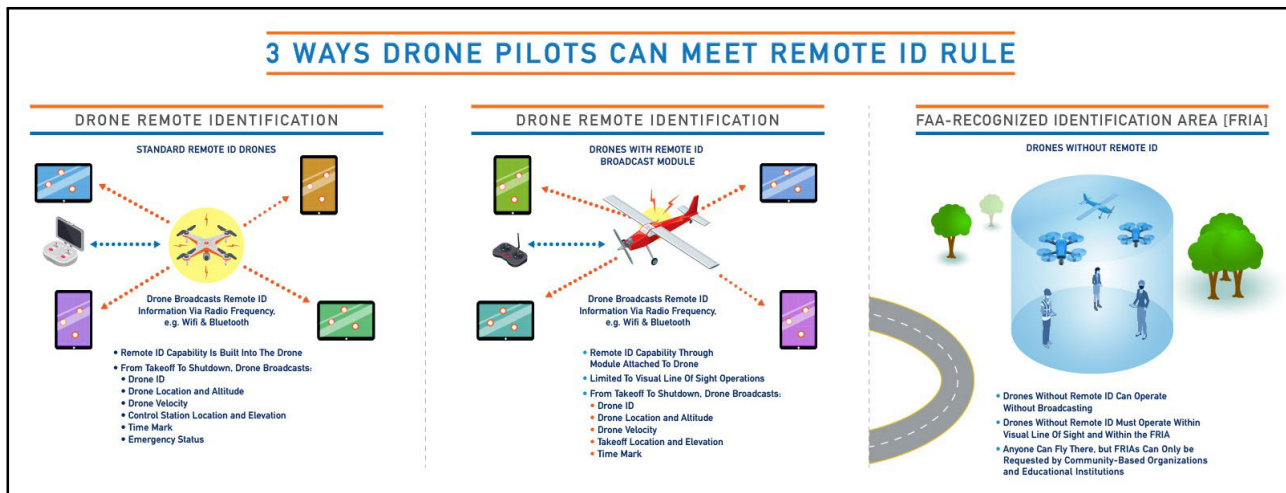 3 WAYS DRONE PILOTS CAN MEET REMOTE ID RULE
DRONE REMOTE IDENTIFICATION
STANDARD REMOTE ID DRONES
Drone Broadcasts Remote ID
Information Via Radio Frequency,
e.g. Wifi & Bluetooth
• Remote ID Capability Is Built Into The Drone
• From Takeoff To Shutdown, Drone Broadcasts:
• Drone ID
• Drone Location and Altitude
• Drone Velocity
• Control Station Location and Elevation
• Time Mark
• Emergency Status
DRONE REMOTE IDENTIFICATION
DRONES WITH REMOTE ID
BROADCAST MODULE
Drone Broadcasts Remote ID
Information Via Radio Frequency,
e.g. Wifi & Bluetooth
• Remote ID Capability Through
Module Attached To Drone
• Limited To Visual Line Of Sight Operations
• From Takeoff To Shutdown, Drone Broadcasts:
• Drone ID
• Drone Location and Altitude
• Drone Velocity
• Takeoff Location and Elevation
• Time Mark
FAA-RECOGNIZED IDENTIFICATION AREA [FRIA]
DRONES WITHOUT REMOTE ID
• Drones Without Remote ID Can Operate
Without Broadcasting
• Drones Without Remote ID Must Operate Within
Visual Line Of Sight and Within the FRIA
• Anyone Can Fly There, but FRIAs Can Only be
Requested by Community-Based Organizations
and Educational Institutions